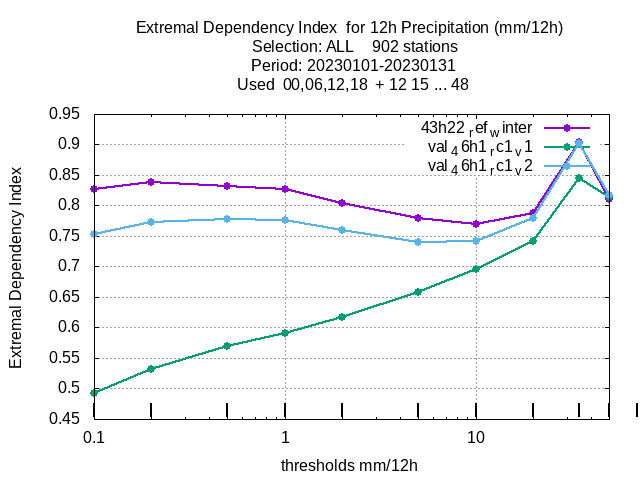 Extremal Dependency Index  for 12h Precipitation (mm/12h)
Selection: ALL    902 stations
Period: 20230101-20230131
Used  00,06,12,18  + 12 15 ... 48
0.95
0.9
0.85
0.8
0.75
0.7
0.65
0.6
0.55
0.5
0.45
Extremal Dependency Index
43h22_ref_winter
val_46h1_rc1_v1
val_46h1_rc1_v2
0.1 1 10
thresholds mm/12h